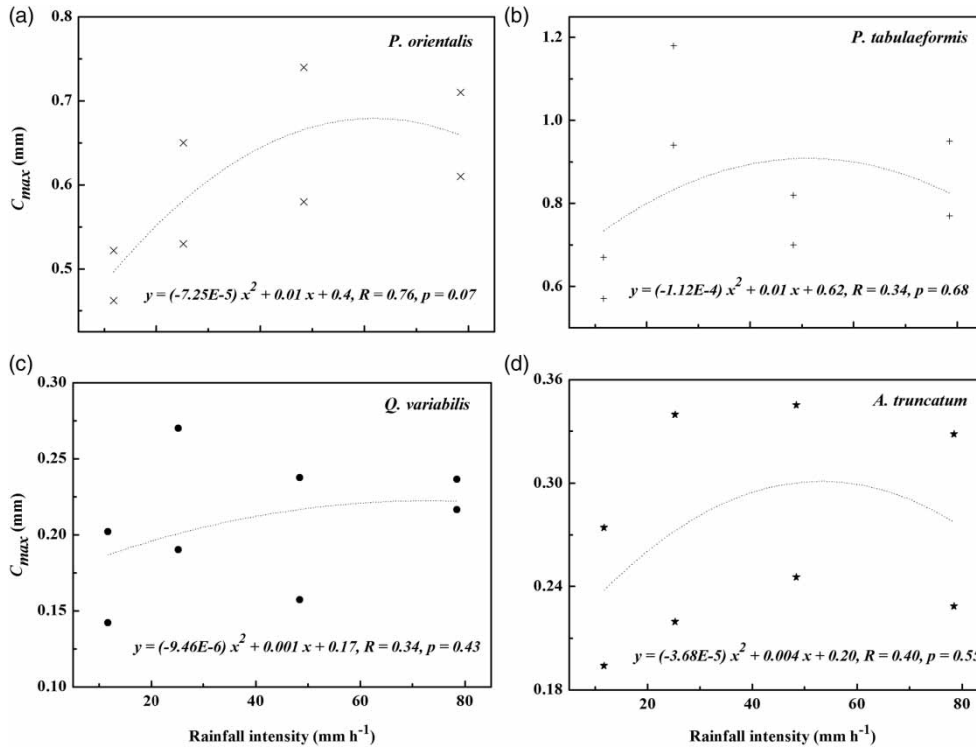 (a)
0.8
0.7
0.6
0.5
C_max (mm)
P. orientalis
y = (-7.25E-5) x² + 0.01 x + 0.4, R = 0.76, p = 0.07
(b)
1.2
1.0
0.8
0.6
P. tabulaeformis
y = (-1.12E-4) x² + 0.01 x + 0.62, R = 0.34, p = 0.68
(c)
0.30
0.25
0.20
0.15
0.10
C_max (mm)
Q. variabilis
y = (-9.46E-6) x² + 0.001 x + 0.17, R = 0.34, p = 0.43
20 40 60 80
Rainfall intensity (mm h⁻¹)
(d)
0.36
0.30
0.24
0.18
A. truncatum
y = (-3.68E-5) x² + 0.004 x + 0.20, R = 0.40, p = 0.55
20 40 60 80
Rainfall intensity (mm h⁻¹)